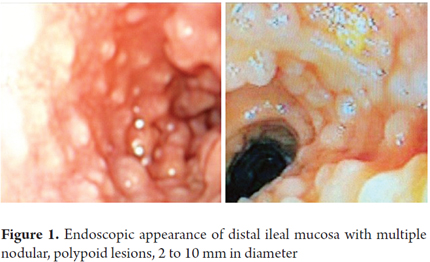 Figure 1. Endoscopic appearance of distal ileal mucosa with multiple
nodular, polypoid lesions, 2 to 10 mm in diameter